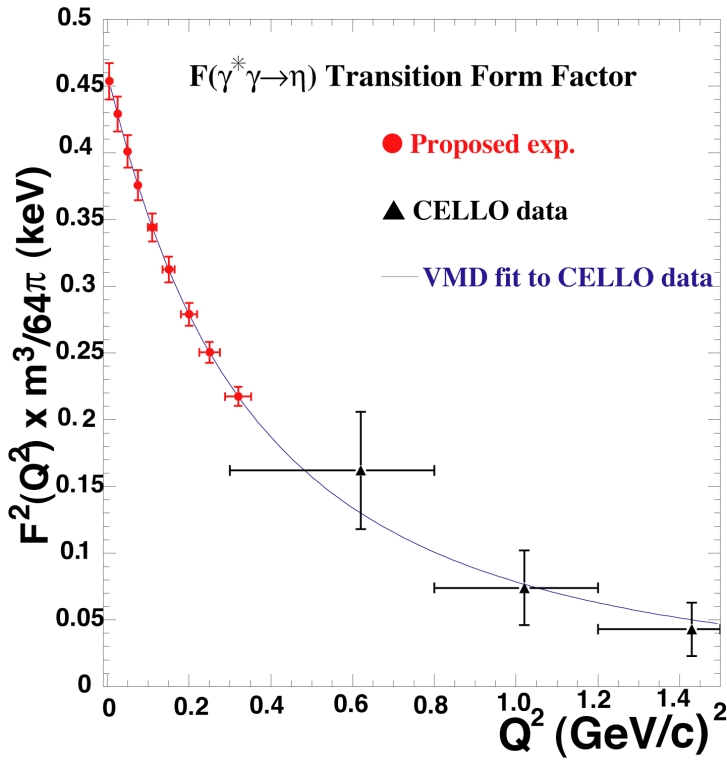 F(γ*γ→η) Transition Form Factor
Proposed exp.
CELLO data
VMD fit to CELLO data
F²(Q²) x m³/64π (keV)
0.5
0.45
0.4
0.35
0.3
0.25
0.2
0.15
0.1
0.05
0
0 0.2 0.4 0.6 0.8 1.0 1.2 1.4
Q² (GeV/c)²